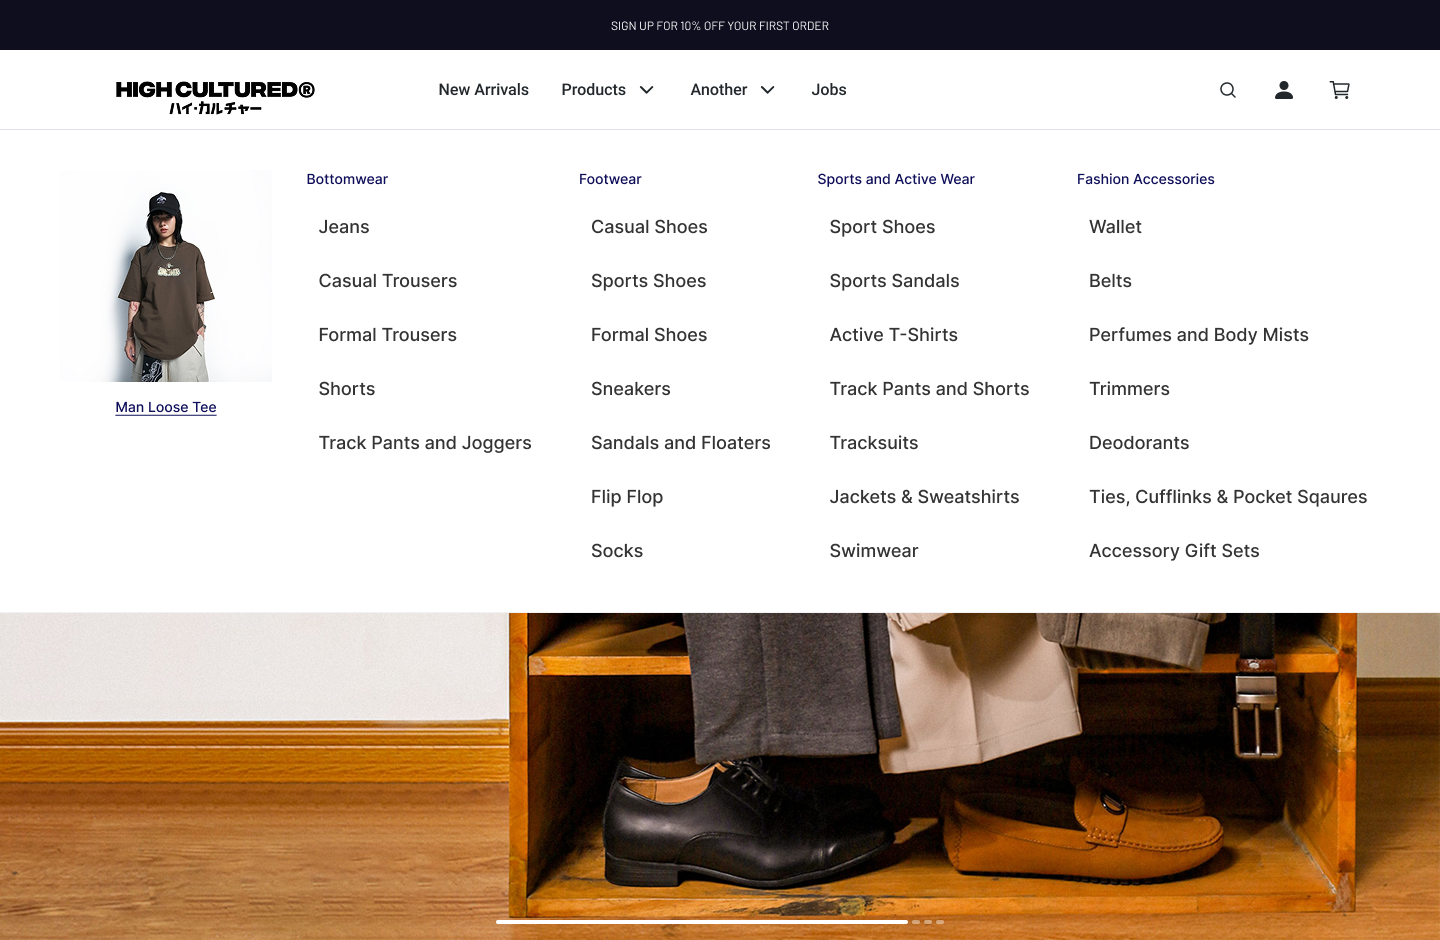 SIGN UP FOR 10% OFF YOUR FIRST ORDER
HIGH CULTURED®
ハイ・カルチャー
New Arrivals
Products
Another
Jobs
Man Loose Tee
Bottomwear
Jeans
Casual Trousers
Formal Trousers
Shorts
Track Pants and Joggers
Footwear
Casual Shoes
Sports Shoes
Formal Shoes
Sneakers
Sandals and Floaters
Flip Flop
Socks
Sports and Active Wear
Sport Shoes
Sports Sandals
Active T-Shirts
Track Pants and Shorts
Tracksuits
Jackets & Sweatshirts
Swimwear
Fashion Accessories
Wallet
Belts
Perfumes and Body Mists
Trimmers
Deodorants
Ties, Cufflinks & Pocket Sqaures
Accessory Gift Sets